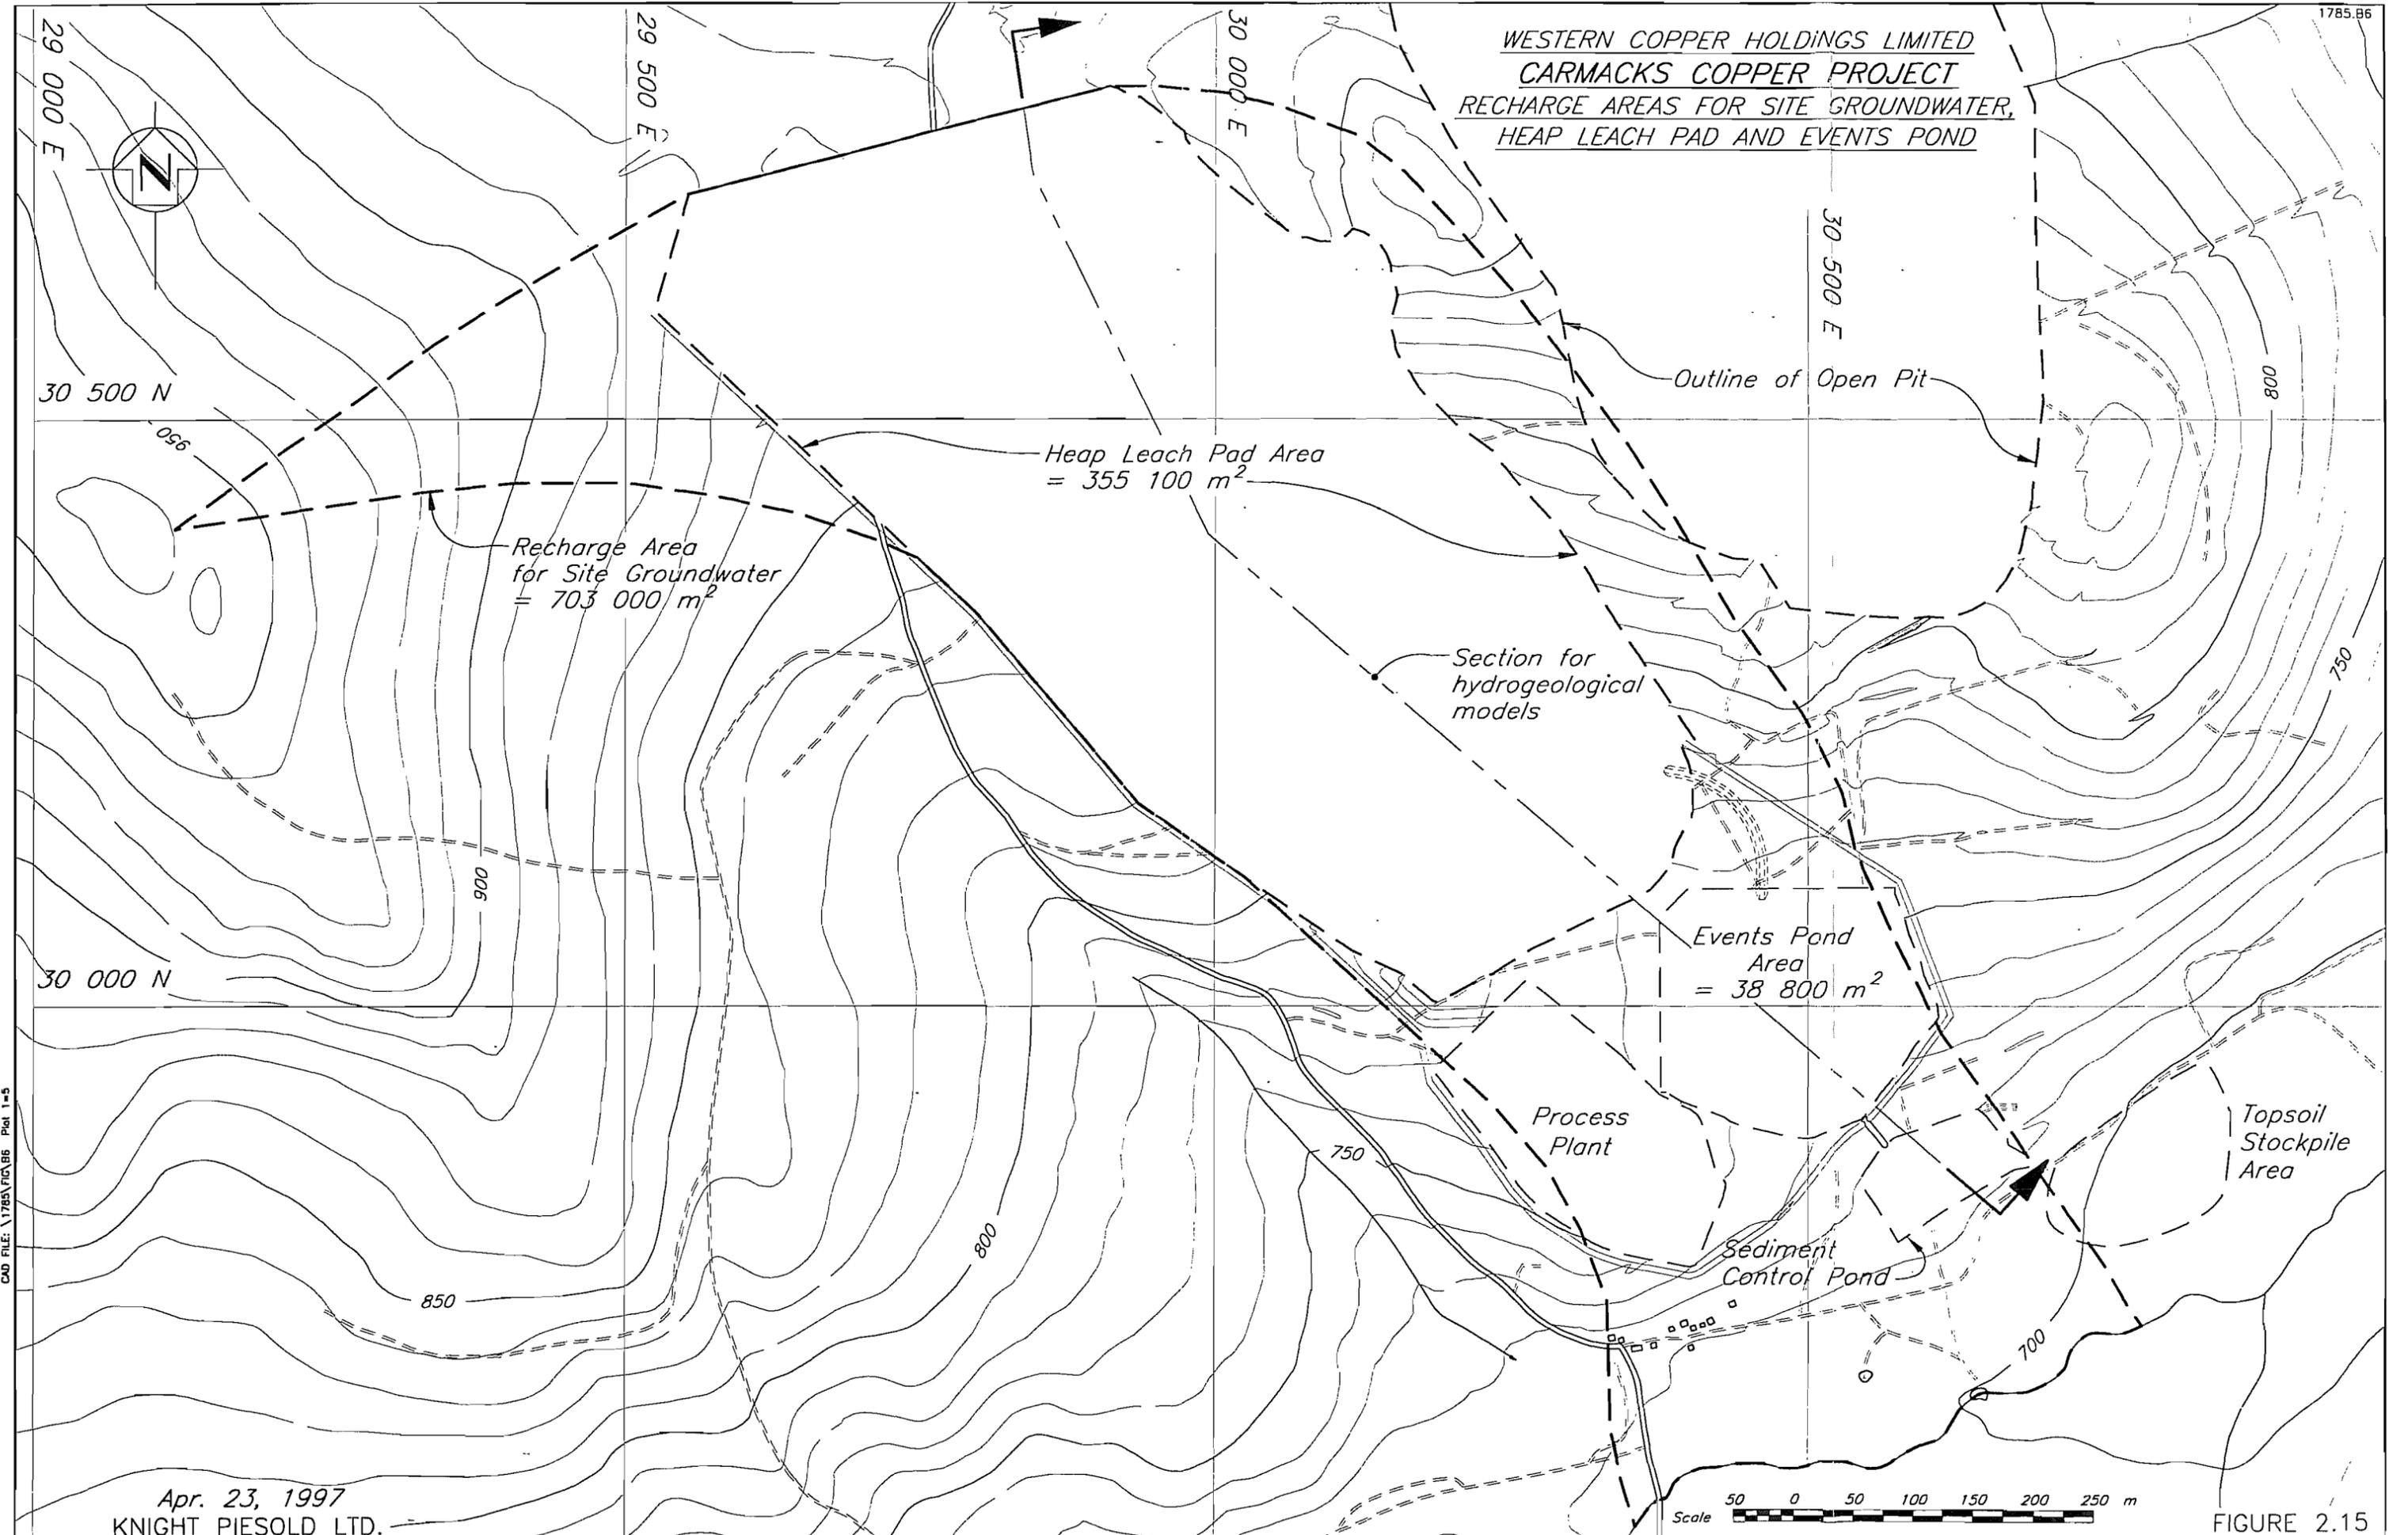 1785.B6
WESTERN COPPER HOLDINGS LIMITED
CARMACKS COPPER PROJECT
RECHARGE AREAS FOR SITE GROUNDWATER,
HEAP LEACH PAD AND EVENTS POND
29 000 E
29 500 E
30 000 E
30 500 E
N
30 500 N
950
800
Outline of Open Pit
Heap Leach Pad Area
= 355 100 m²
Recharge Area
for Site Groundwater
= 703 000 m²
Section for
hydrogeological
models
750
900
Events Pond
Area
= 38 800 m²
30 000 N
Process
Plant
Topsoil
Stockpile
Area
750
800
Sediment
Control Pond
850
700
CAD FILE: \1785\FIG\B6 Plot 1=5
Apr. 23, 1997
KNIGHT PIESOLD LTD.
Scale
50 0 50 100 150 200 250 m
FIGURE 2.15